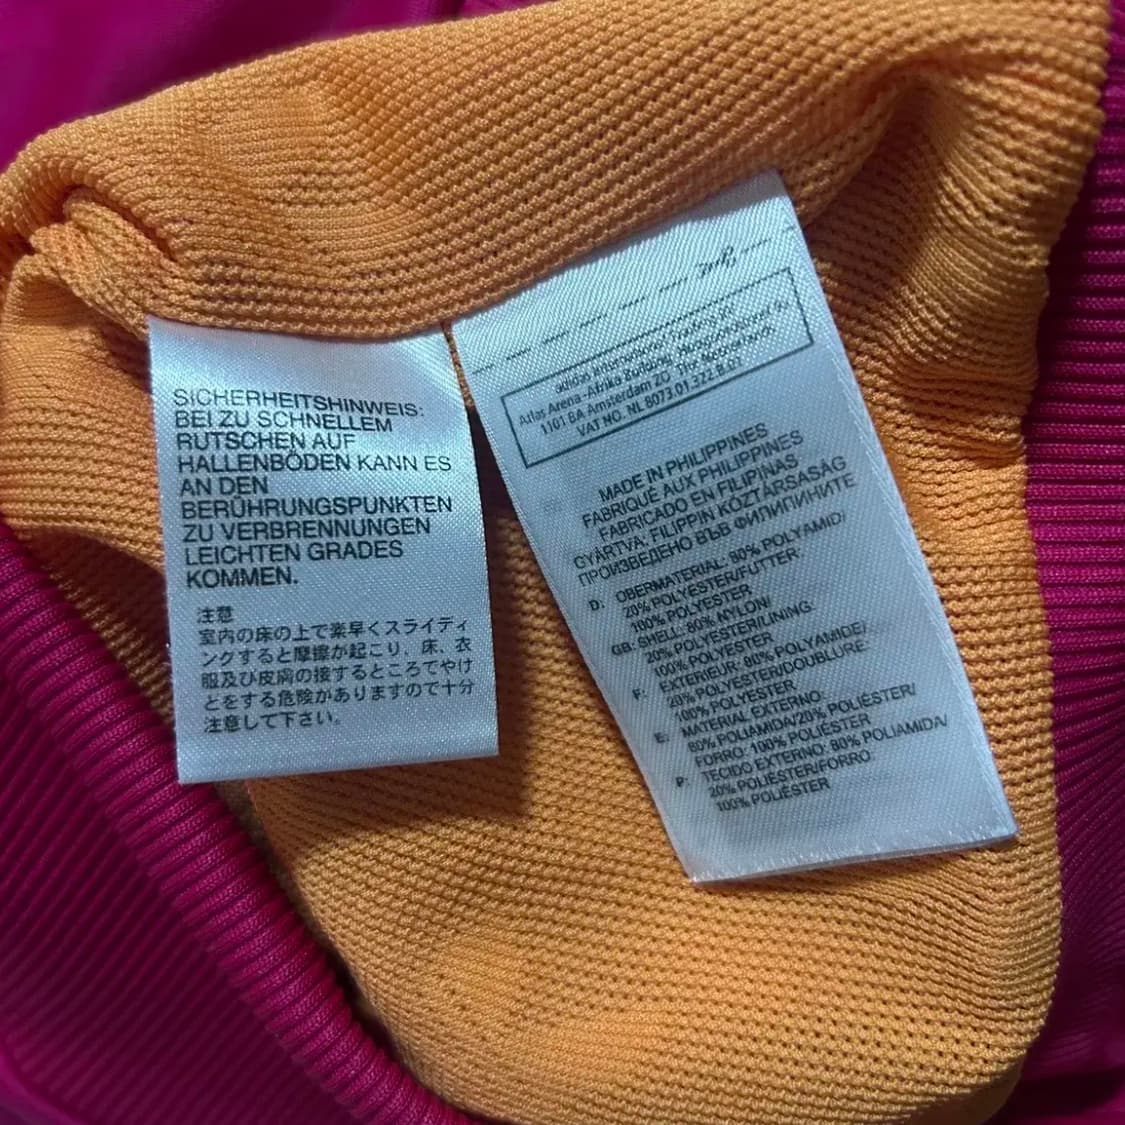 SICHERHEITSHINWEIS:
BEI ZU SCHNELLEM
RUTSCHEN AUF
HALLENBÖDEN KANN ES
AN DEN
BERÜHRUNGSPUNKTEN
ZU VERBRENNUNGEN
LEICHTEN GRADES
KOMMEN.
注意
室内の床の上で素早くスライディ
ングすると摩擦が起こり、床、衣
服及び皮膚の接するところでやけ
どをする危険がありますので十分
注意して下さい。
adidas International Trading B.V.
Atlas Arena-Afrika Building, Hoogoorddreef 9a
1101 BA Amsterdam ZO The Netherlands
VAT NO. NL 8073.01.322.B.01
MADE IN PHILIPPINES
FABRIQUÉ AUX PHILIPPINES
FABRICADO EN FILIPINAS
GYÁRTVA: FILIPPIN KÖZTÁRSASÁG
ПРОИЗВЕДЕНО ВЪВ ФИЛИПИНИТЕ
D: OBERMATERIAL: 80% POLYAMID/
20% POLYESTER/FUTTER:
100% POLYESTER
GB: SHELL: 80% NYLON/
20% POLYESTER/LINING:
100% POLYESTER
F: EXTERIEUR: 80% POLYAMIDE/
20% POLYESTER/DOUBLURE:
100% POLYESTER
E: MATERIAL EXTERNO:
80% POLIAMIDA/20% POLIÉSTER/
FORRO: 100% POLIÉSTER
P: TECIDO EXTERNO: 80% POLIAMIDA/
20% POLIÉSTER/FORRO:
100% POLIÉSTER